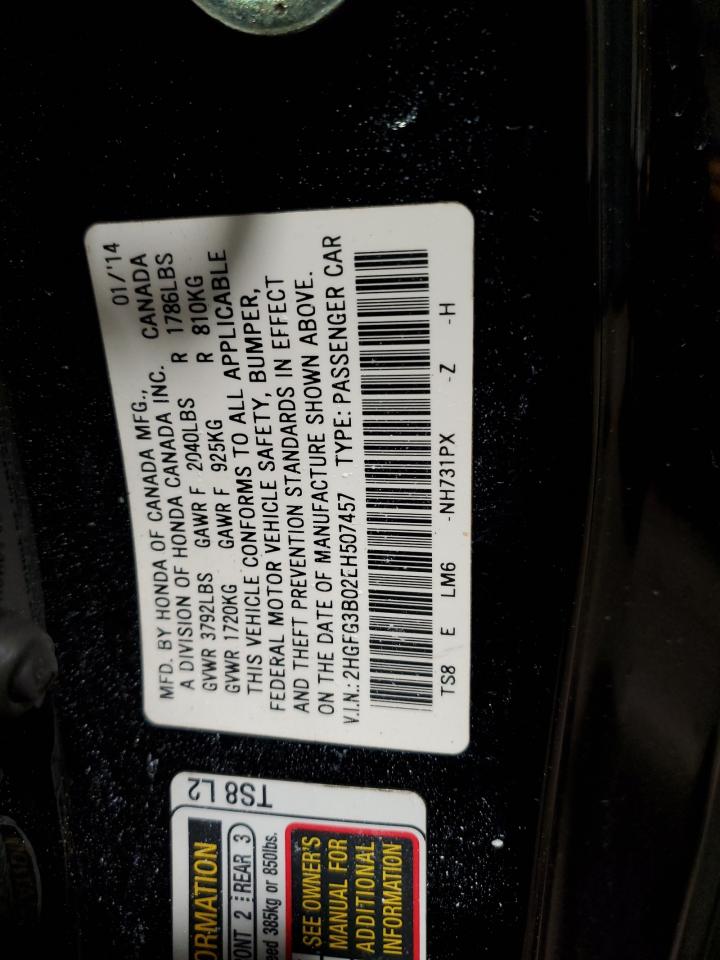 MFD. BY HONDA OF CANADA MFG., 01/'14
A DIVISION OF HONDA CANADA INC. CANADA
GVWR 3792LBS GAWR F 2040LBS R 1786LBS
GVWR 1720KG GAWR F 925KG R 810KG
THIS VEHICLE CONFORMS TO ALL APPLICABLE
FEDERAL MOTOR VEHICLE SAFETY, BUMPER,
AND THEFT PREVENTION STANDARDS IN EFFECT
ON THE DATE OF MANUFACTURE SHOWN ABOVE.
V.I.N.: 2HGFG3B02EH507457 TYPE: PASSENGER CAR
TS8 E LM6 -NH731PX -Z -H
TS8 L2
ORMATION
ONT 2 REAR 3
eed 385kg or 850lbs.
SEE OWNER'S
MANUAL FOR
ADDITIONAL
INFORMATION